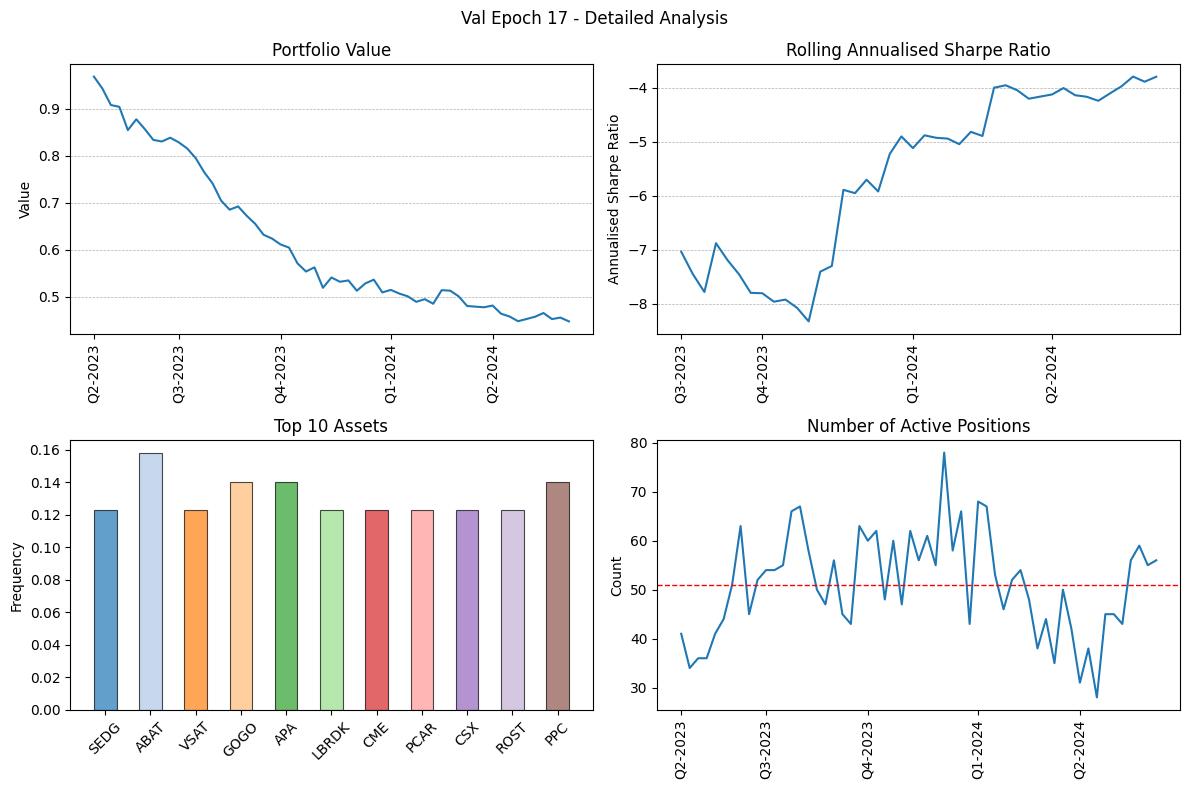 Val Epoch 17 - Detailed Analysis
Portfolio Value
Value
0.9
0.8
0.7
0.6
0.5
Q2-2023
Q3-2023
Q4-2023
Q1-2024
Q2-2024
Rolling Annualised Sharpe Ratio
Annualised Sharpe Ratio
−4
−5
−6
−7
−8
Q3-2023
Q4-2023
Q1-2024
Q2-2024
Top 10 Assets
Frequency
0.16
0.14
0.12
0.10
0.08
0.06
0.04
0.02
0.00
SEDG
ABAT
VSAT
GOGO
APA
LBRDK
CME
PCAR
CSX
ROST
PPC
Number of Active Positions
Count
80
70
60
50
40
30
Q2-2023
Q3-2023
Q4-2023
Q1-2024
Q2-2024